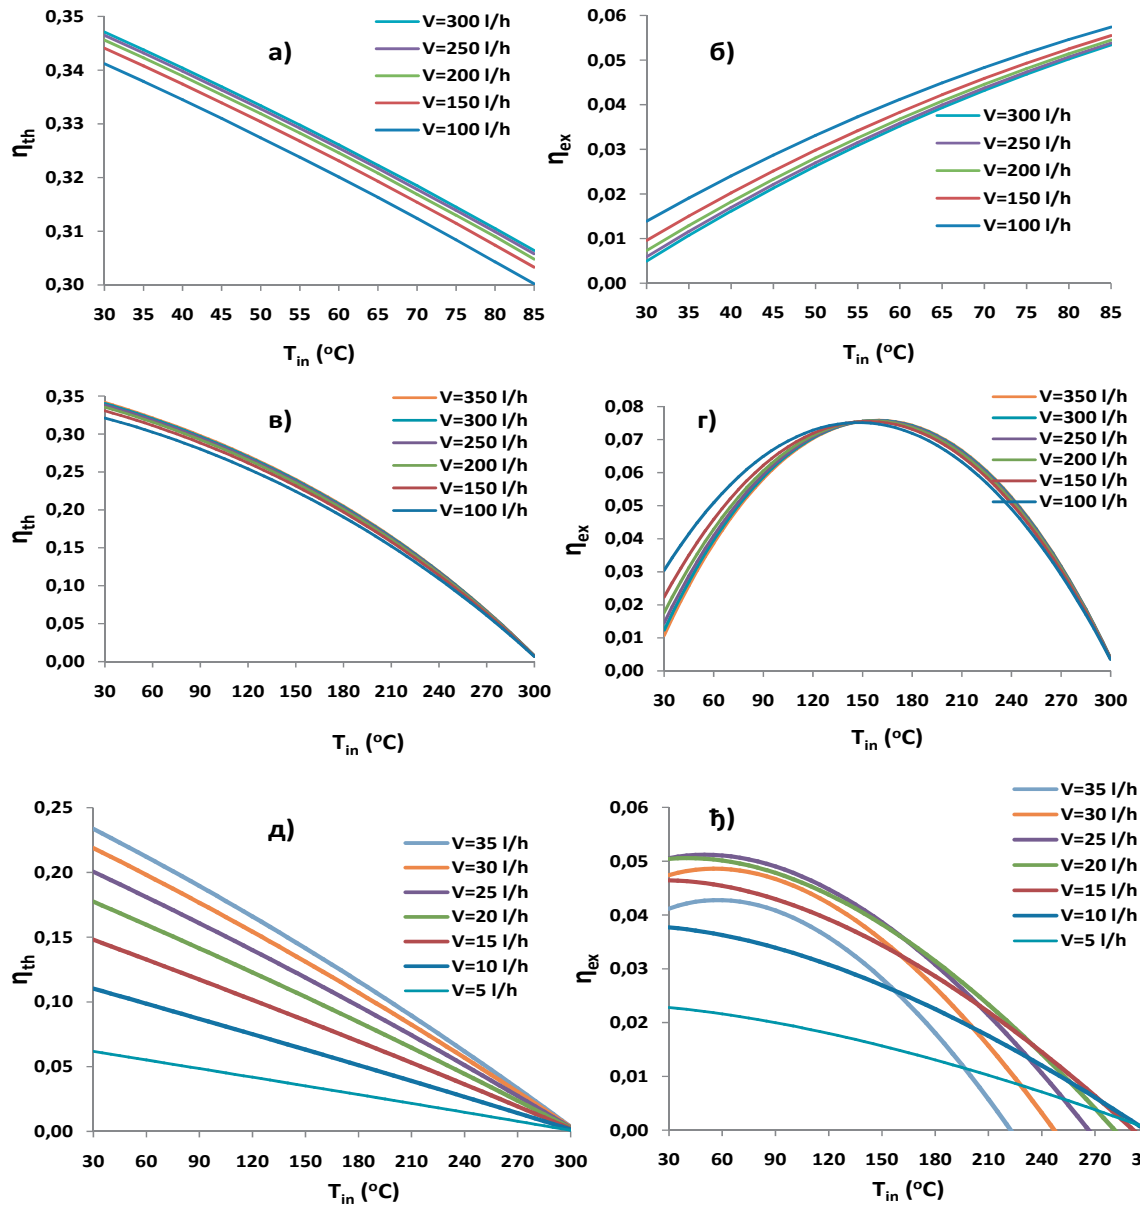 а)
V=300 l/h
V=250 l/h
V=200 l/h
V=150 l/h
V=100 l/h
0,35
0,34
0,33
0,32
0,31
0,30
ηth
30 35 40 45 50 55 60 65 70 75 80 85
Tin (°C)
б)
V=300 l/h
V=250 l/h
V=200 l/h
V=150 l/h
V=100 l/h
0,06
0,05
0,04
0,03
0,02
0,01
0,00
ηex
30 35 40 45 50 55 60 65 70 75 80 85
Tin (°C)
в)
V=350 l/h
V=300 l/h
V=250 l/h
V=200 l/h
V=150 l/h
V=100 l/h
0,35
0,30
0,25
0,20
0,15
0,10
0,05
0,00
ηth
30 60 90 120 150 180 210 240 270 300
Tin (°C)
г)
V=350 l/h
V=300 l/h
V=250 l/h
V=200 l/h
V=150 l/h
V=100 l/h
0,08
0,07
0,06
0,05
0,04
0,03
0,02
0,01
0,00
ηex
30 60 90 120 150 180 210 240 270 300
Tin (°C)
д)
V=35 l/h
V=30 l/h
V=25 l/h
V=20 l/h
V=15 l/h
V=10 l/h
V=5 l/h
0,25
0,20
0,15
0,10
0,05
0,00
ηth
30 60 90 120 150 180 210 240 270 300
Tin (°C)
ђ)
V=35 l/h
V=30 l/h
V=25 l/h
V=20 l/h
V=15 l/h
V=10 l/h
V=5 l/h
0,06
0,05
0,04
0,03
0,02
0,01
0,00
ηex
30 60 90 120 150 180 210 240 270
Tin (°C)